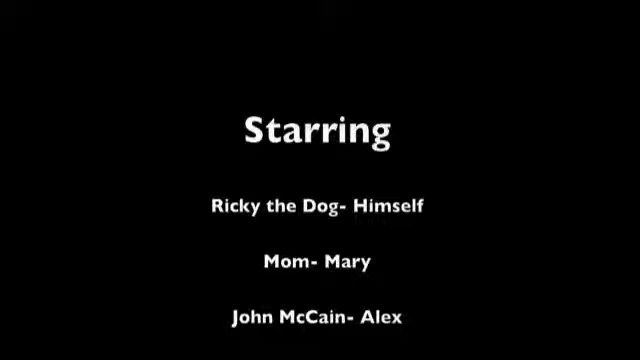 Starring
Ricky the Dog- Himself
Mom- Mary
John McCain- Alex